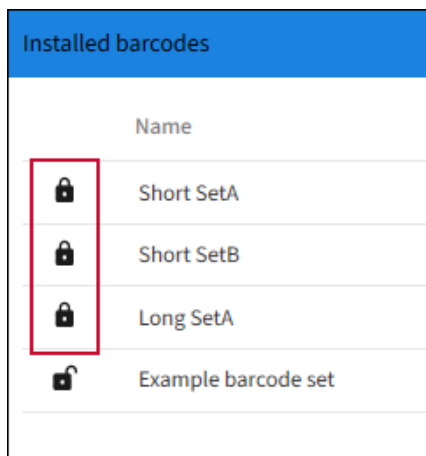 Installed barcodes
Name
Short SetA
Short SetB
Long SetA
Example barcode set